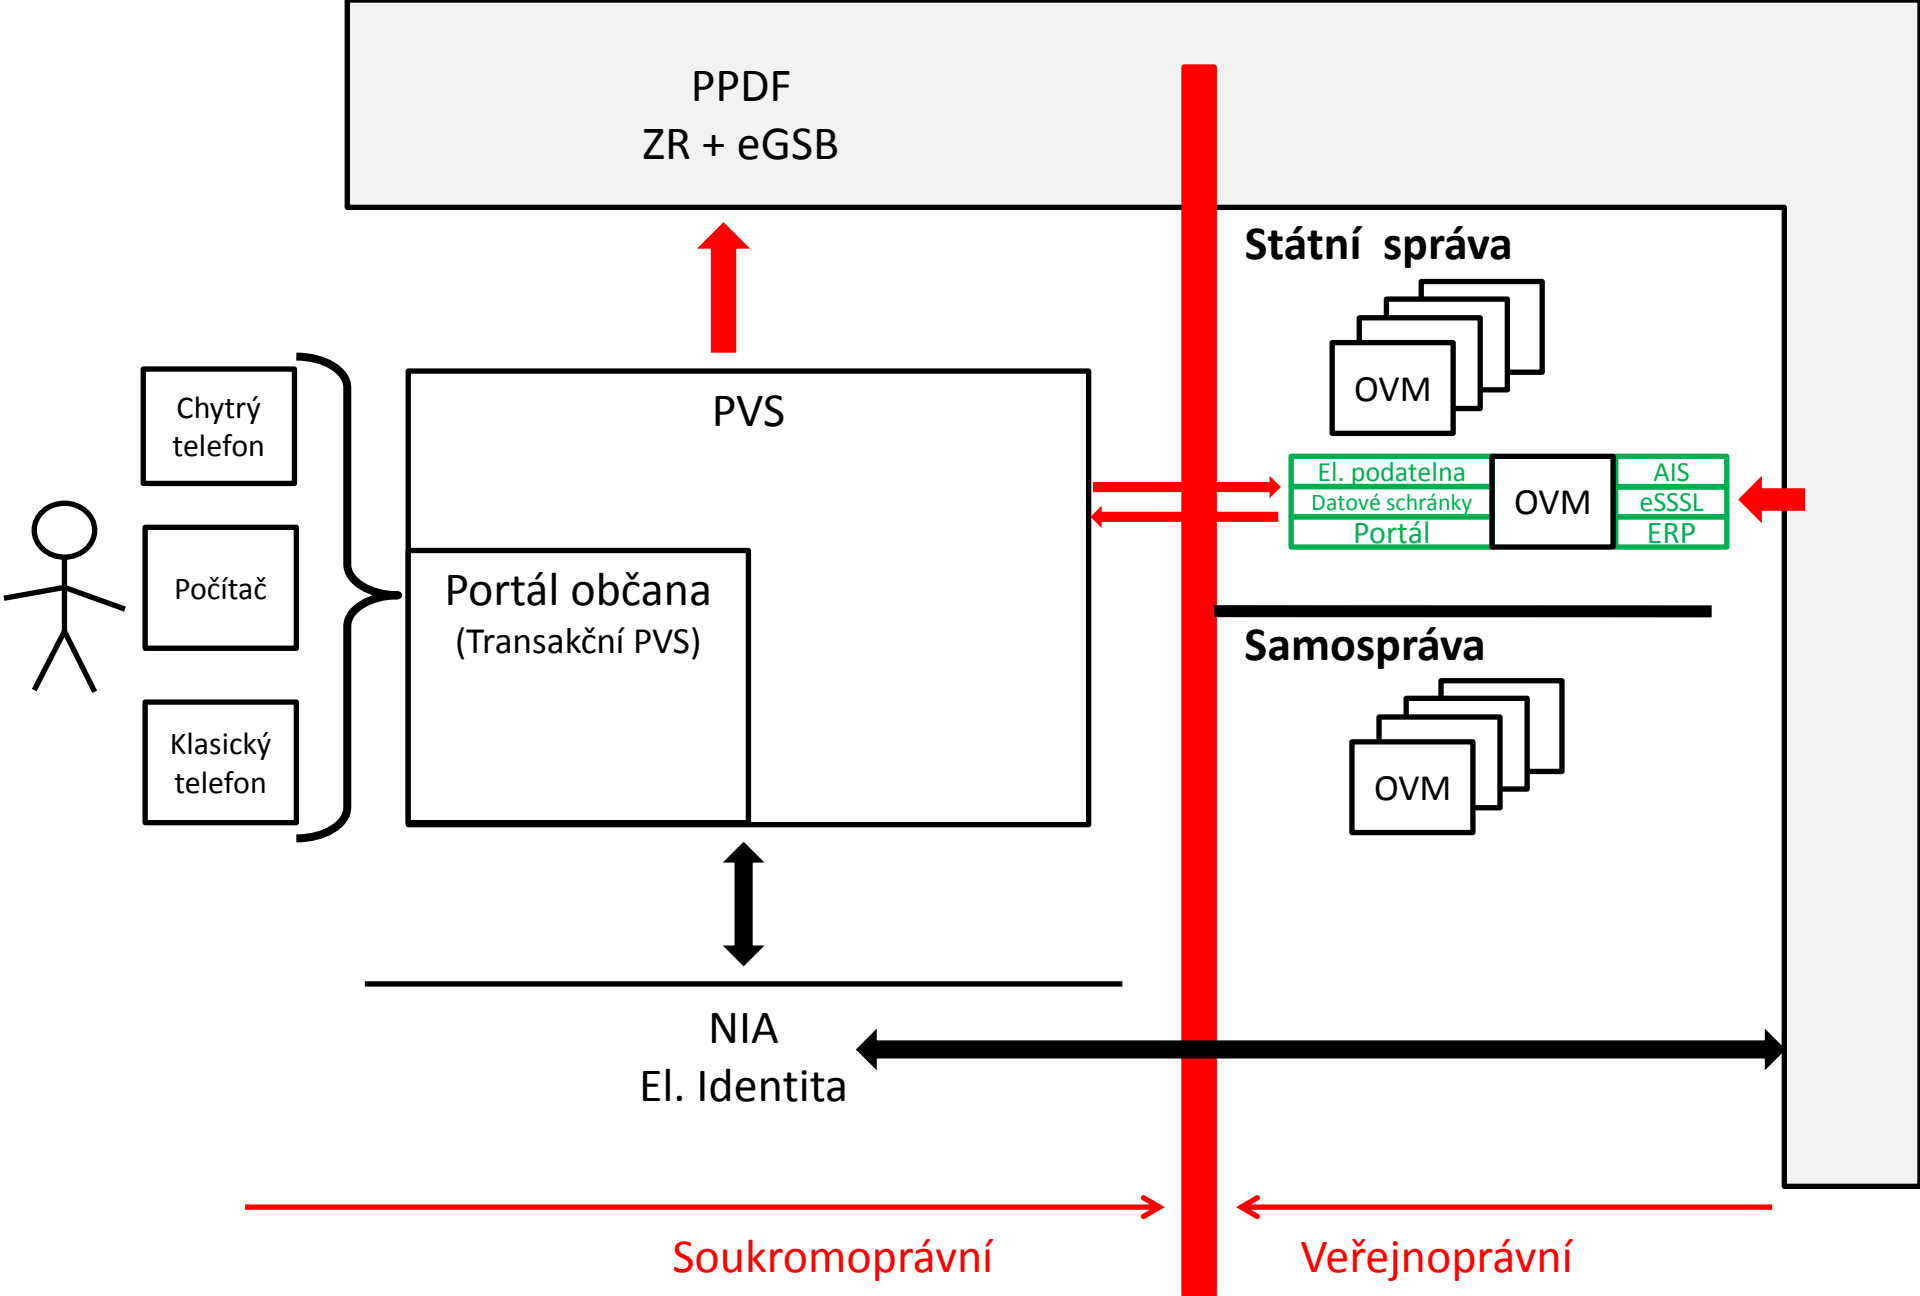 PPDF
ZR + eGSB
Státní správa
OVM
Chytrý
telefon
PVS
El. podatelna
Datové schránky
Portál
OVM
AIS
eSSSL
ERP
Počítač
Portál občana
(Transakční PVS)
Samospráva
OVM
Klasický
telefon
NIA
El. Identita
Soukromoprávní
Veřejnoprávní